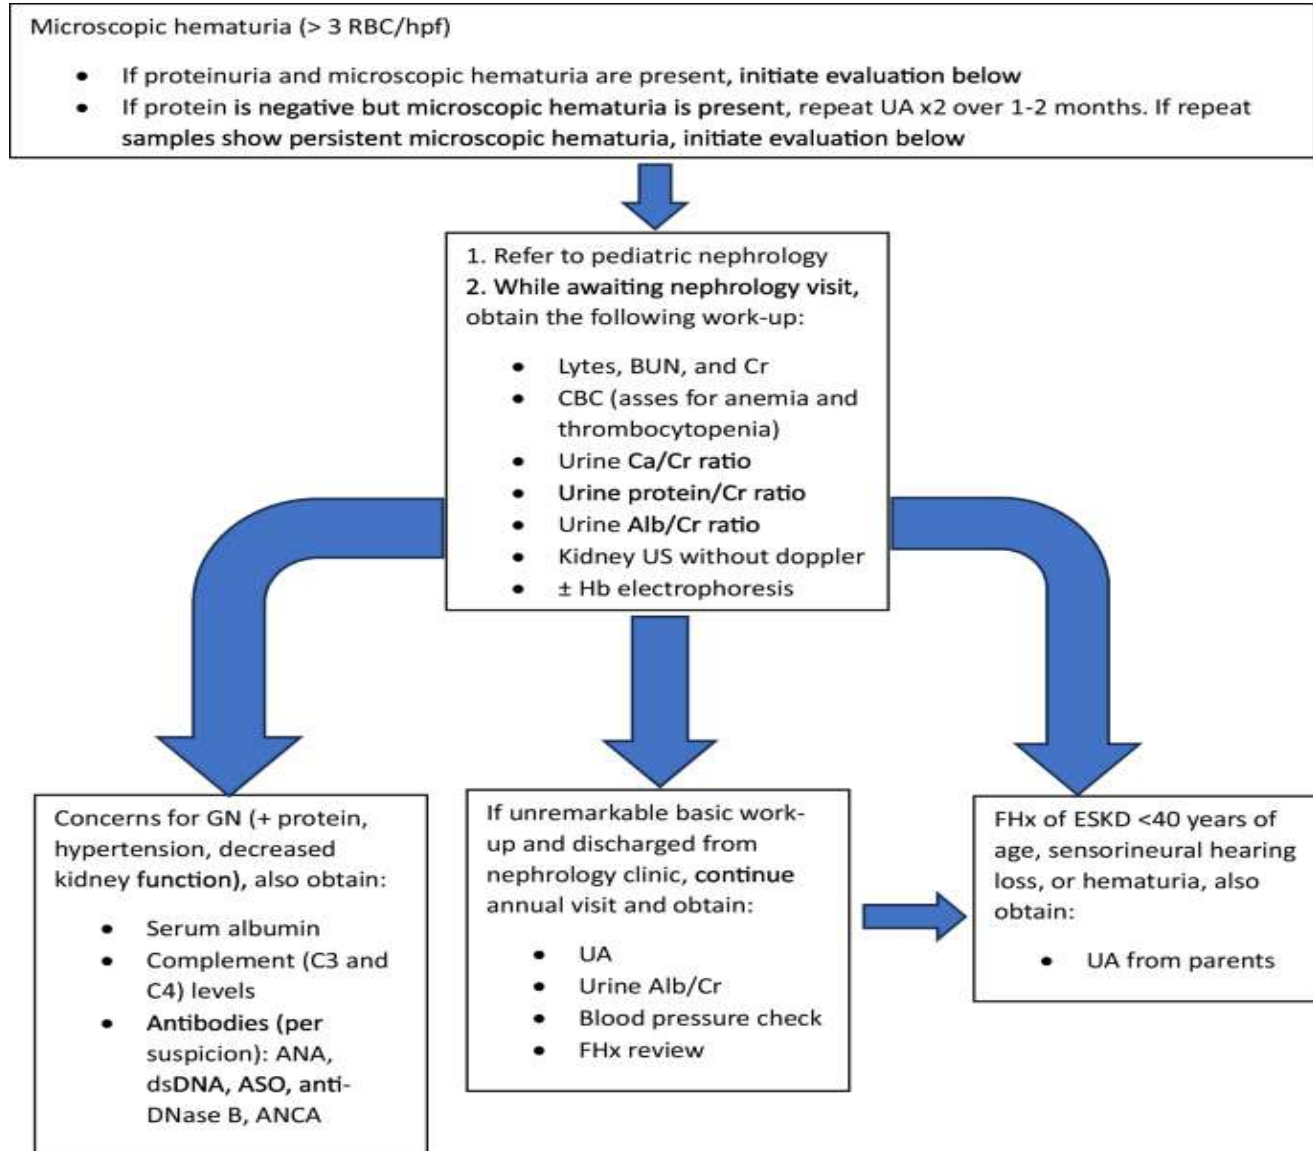 Microscopic hematuria (> 3 RBC/hpf)
• If proteinuria and microscopic hematuria are present, initiate evaluation below
• If protein is negative but microscopic hematuria is present, repeat UA x2 over 1-2 months. If repeat
samples show persistent microscopic hematuria, initiate evaluation below
1. Refer to pediatric nephrology
2. While awaiting nephrology visit,
obtain the following work-up:
• Lytes, BUN, and Cr
• CBC (asses for anemia and
thrombocytopenia)
• Urine Ca/Cr ratio
• Urine protein/Cr ratio
• Urine Alb/Cr ratio
• Kidney US without doppler
• ± Hb electrophoresis
Concerns for GN (+ protein,
hypertension, decreased
kidney function), also obtain:
• Serum albumin
• Complement (C3 and
C4) levels
• Antibodies (per
suspicion): ANA,
dsDNA, ASO, anti-
DNase B, ANCA
If unremarkable basic work-
up and discharged from
nephrology clinic, continue
annual visit and obtain:
• UA
• Urine Alb/Cr
• Blood pressure check
• FHx review
FHx of ESKD <40 years of
age, sensorineural hearing
loss, or hematuria, also
obtain:
• UA from parents